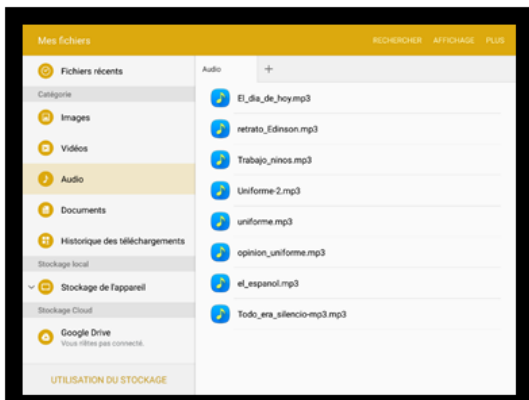 Mes fichiers
RECHERCHER AFFICHAGE PLUS
Fichiers récents
Catégorie
Images
Vidéos
Audio
Documents
Historique des téléchargements
Stockage local
Stockage de l'appareil
Stockage Cloud
Google Drive
Vous n'êtes pas connecté.
UTILISATION DU STOCKAGE
Audio +
El_dia_de_hoy.mp3
retrato_Edinson.mp3
Trabajo_ninos.mp3
Uniforme-2.mp3
uniforme.mp3
opinion_uniforme.mp3
el_espanol.mp3
Todo_era_silencio-mp3.mp3